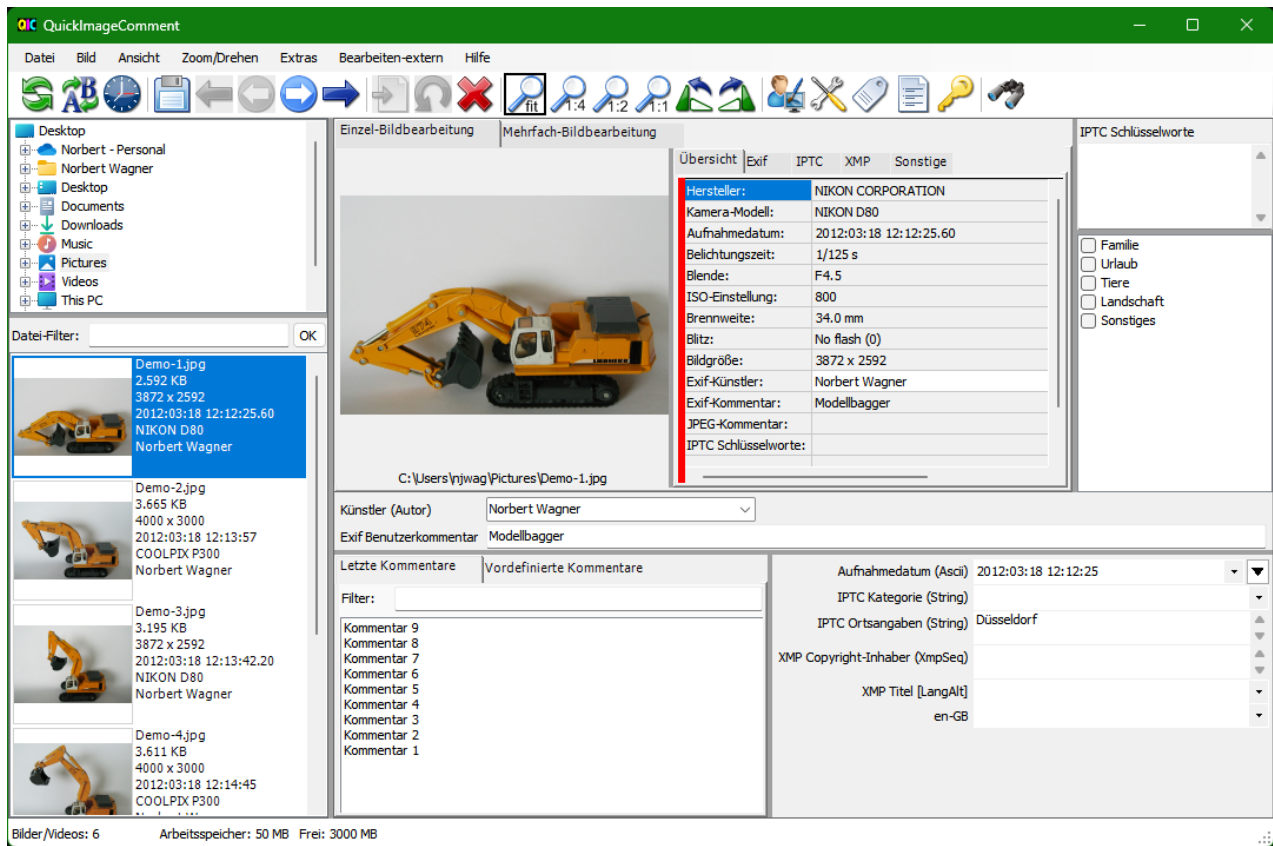 QIC QuickImageComment
Datei Bild Ansicht Zoom/Drehen Extras Bearbeiten-extern Hilfe
AB fit 1:4 1:2 1:1
Desktop
Norbert - Personal
Norbert Wagner
Desktop
Documents
Downloads
Music
Pictures
Videos
This PC
Datei-Filter: OK
Demo-1.jpg
2.592 KB
3872 x 2592
2012:03:18 12:12:25.60
NIKON D80
Norbert Wagner
Demo-2.jpg
3.665 KB
4000 x 3000
2012:03:18 12:13:57
COOLPIX P300
Norbert Wagner
Demo-3.jpg
3.195 KB
3872 x 2592
2012:03:18 12:13:42.20
NIKON D80
Norbert Wagner
Demo-4.jpg
3.611 KB
4000 x 3000
2012:03:18 12:14:45
COOLPIX P300
Einzel-Bildbearbeitung Mehrfach-Bildbearbeitung
974
LIEBHERR
C:\Users\njwag\Pictures\Demo-1.jpg
Übersicht Exif IPTC XMP Sonstige
Hersteller: NIKON CORPORATION
Kamera-Modell: NIKON D80
Aufnahmedatum: 2012:03:18 12:12:25.60
Belichtungszeit: 1/125 s
Blende: F4.5
ISO-Einstellung: 800
Brennweite: 34.0 mm
Blitz: No flash (0)
Bildgröße: 3872 x 2592
Exif-Künstler: Norbert Wagner
Exif-Kommentar: Modellbagger
JPEG-Kommentar:
IPTC Schlüsselworte:
IPTC Schlüsselworte
Familie
Urlaub
Tiere
Landschaft
Sonstiges
Künstler (Autor) Norbert Wagner
Exif Benutzerkommentar Modellbagger
Letzte Kommentare Vordefinierte Kommentare
Filter:
Kommentar 9
Kommentar 8
Kommentar 7
Kommentar 6
Kommentar 5
Kommentar 4
Kommentar 3
Kommentar 2
Kommentar 1
Aufnahmedatum (Ascii) 2012:03:18 12:12:25
IPTC Kategorie (String)
IPTC Ortsangaben (String) Düsseldorf
XMP Copyright-Inhaber (XmpSeq)
XMP Titel [LangAlt]
en-GB
Bilder/Videos: 6 Arbeitsspeicher: 50 MB Frei: 3000 MB